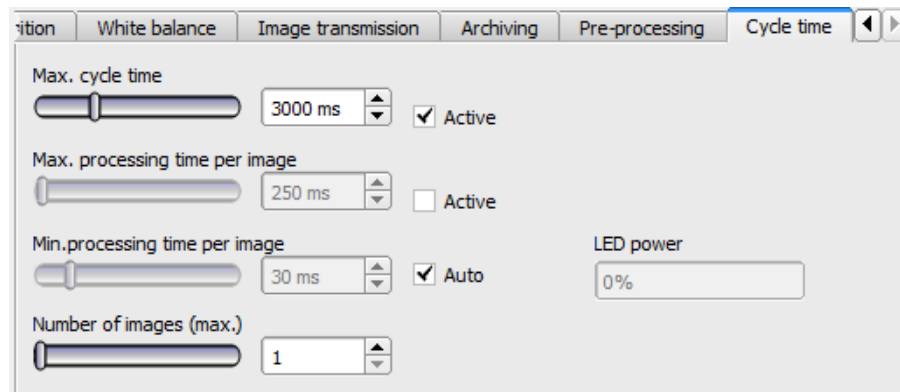 White balance Image transmission Archiving Pre-processing Cycle time
Max. cycle time
3000 ms Active
Max. processing time per image
250 ms Active
Min.processing time per image LED power
30 ms Auto 0%
Number of images (max.)
1